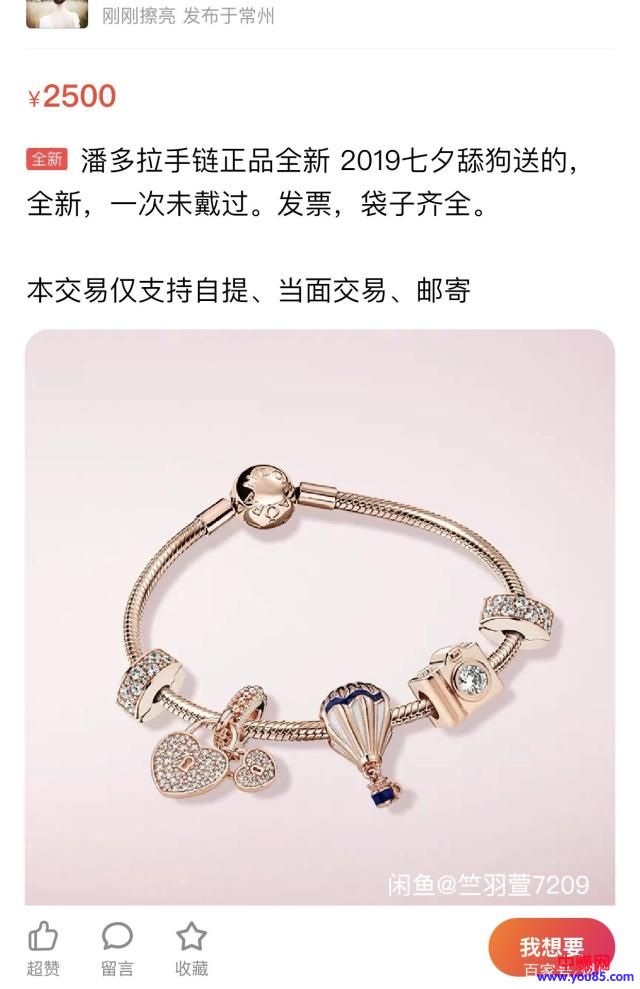 刚刚擦亮 发布于常州
¥2500
全新 潘多拉手链正品全新 2019七夕舔狗送的，
全新，一次未戴过。发票，袋子齐全。
本交易仅支持自提、当面交易、邮寄
闲鱼@竺羽萱7209
超赞
留言
收藏
我想要
www.you85.com